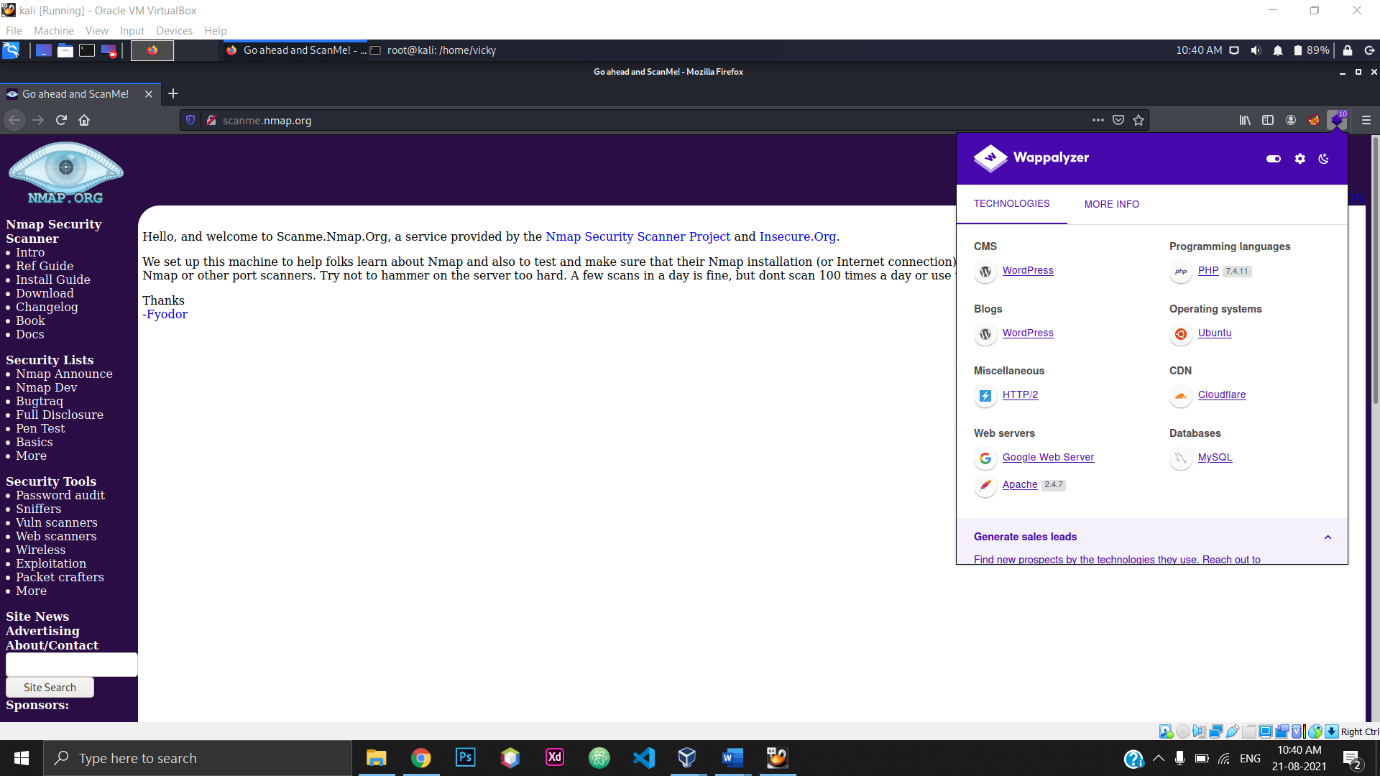 kali [Running] - Oracle VM VirtualBox
File Machine View Input Devices Help
Go ahead and ScanMe! - ... root@kali: /home/vicky 10:40 AM 89%
Go ahead and ScanMe! - Mozilla Firefox
Go ahead and ScanMe!
scanme.nmap.org
10
NMAP.ORG
Nmap Security
Scanner
Intro
Ref Guide
Install Guide
Download
Changelog
Book
Docs
Security Lists
Nmap Announce
Nmap Dev
Bugtraq
Full Disclosure
Pen Test
Basics
More
Security Tools
Password audit
Sniffers
Vuln scanners
Web scanners
Wireless
Exploitation
Packet crafters
More
Site News
Advertising
About/Contact
Site Search
Sponsors:
Hello, and welcome to Scanme.Nmap.Org, a service provided by the Nmap Security Scanner Project and Insecure.Org.
We set up this machine to help folks learn about Nmap and also to test and make sure that their Nmap installation (or Internet connection)
Nmap or other port scanners. Try not to hammer on the server too hard. A few scans in a day is fine, but dont scan 100 times a day or use
Thanks
-Fyodor
Wappalyzer
TECHNOLOGIES MORE INFO
CMS
WordPress
Blogs
WordPress
Miscellaneous
HTTP/2
Web servers
Google Web Server
Apache 2.4.7
Programming languages
php PHP 7.4.11
Operating systems
Ubuntu
CDN
Cloudflare
Databases
MySQL
Generate sales leads
Find new prospects by the technologies they use. Reach out to
Right Ctrl
Type here to search
Ps
Xd
ENG
10:40 AM
21-08-2021
2